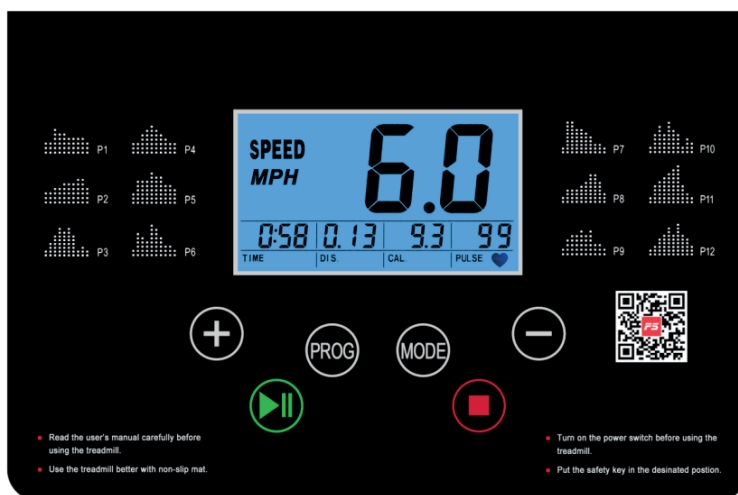 P1
P4
P7
P10
P2
P5
P8
P11
P3
P6
P9
P12
SPEED
MPH
6.0
0:58 0.13 9.3 99
TIME DIS. CAL. PULSE
PROG
MODE
FS
Read the user's manual carefully before
using the treadmill.
Use the treadmill better with non-slip mat.
Turn on the power switch before using the
treadmill.
Put the safety key in the desinated postion.